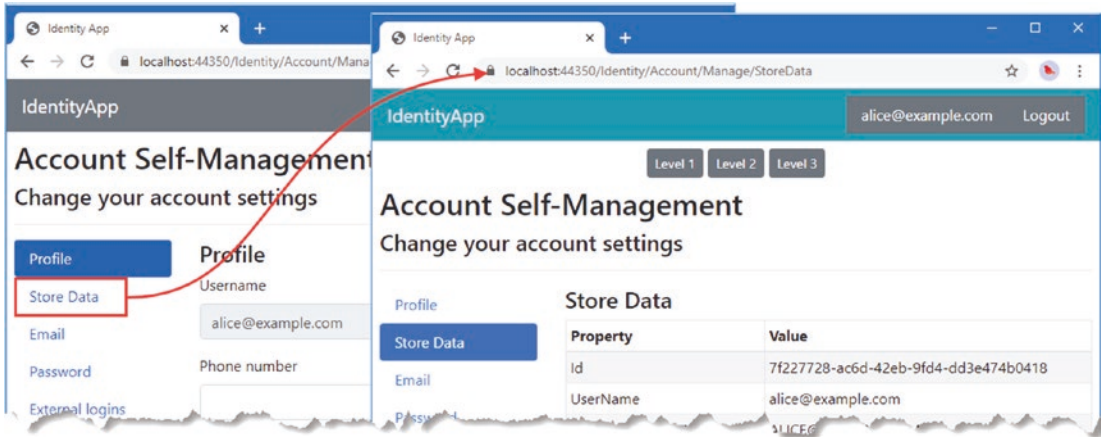 Identity App
localhost:44350/Identity/Account/Mana
IdentityApp
Account Self-Management
Change your account settings
Profile
Store Data
Email
Password
External logins
Profile
Username
alice@example.com
Phone number
Identity App
localhost:44350/Identity/Account/Manage/StoreData
IdentityApp
alice@example.com Logout
Level 1 Level 2 Level 3
Account Self-Management
Change your account settings
Profile
Store Data
Email
Store Data
Property Value
Id 7f227728-ac6d-42eb-9fd4-dd3e474b0418
UserName alice@example.com